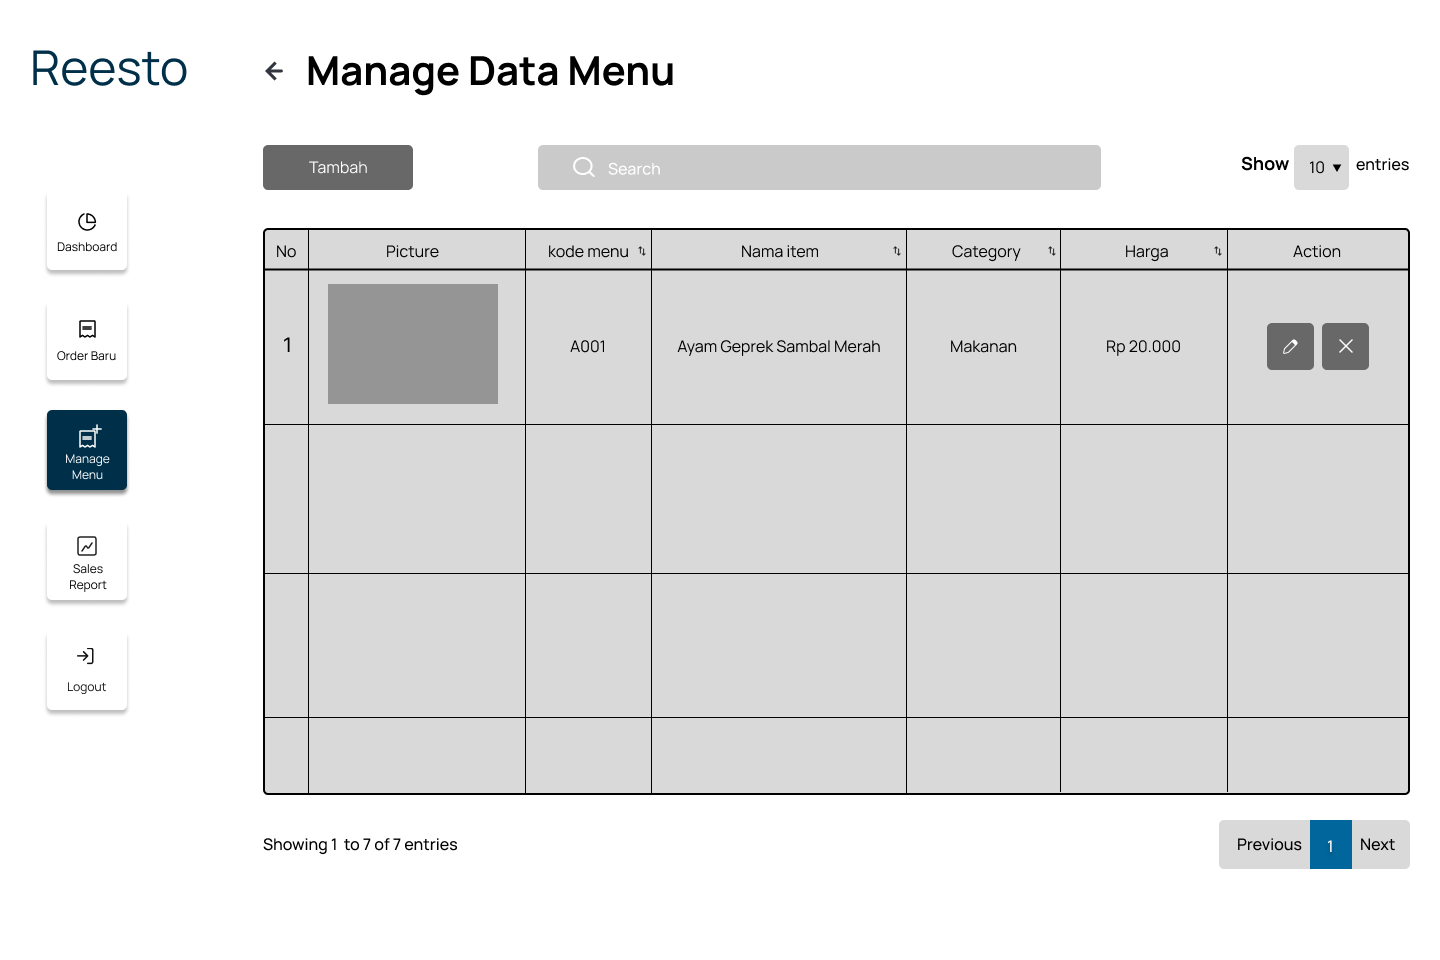 Reesto
Manage Data Menu
Tambah
Search
Show 10 entries
Dashboard
Order Baru
Manage
Menu
Sales
Report
Logout
No Picture kode menu Nama item Category Harga Action
1 A001 Ayam Geprek Sambal Merah Makanan Rp 20.000
Showing 1 to 7 of 7 entries
Previous 1 Next